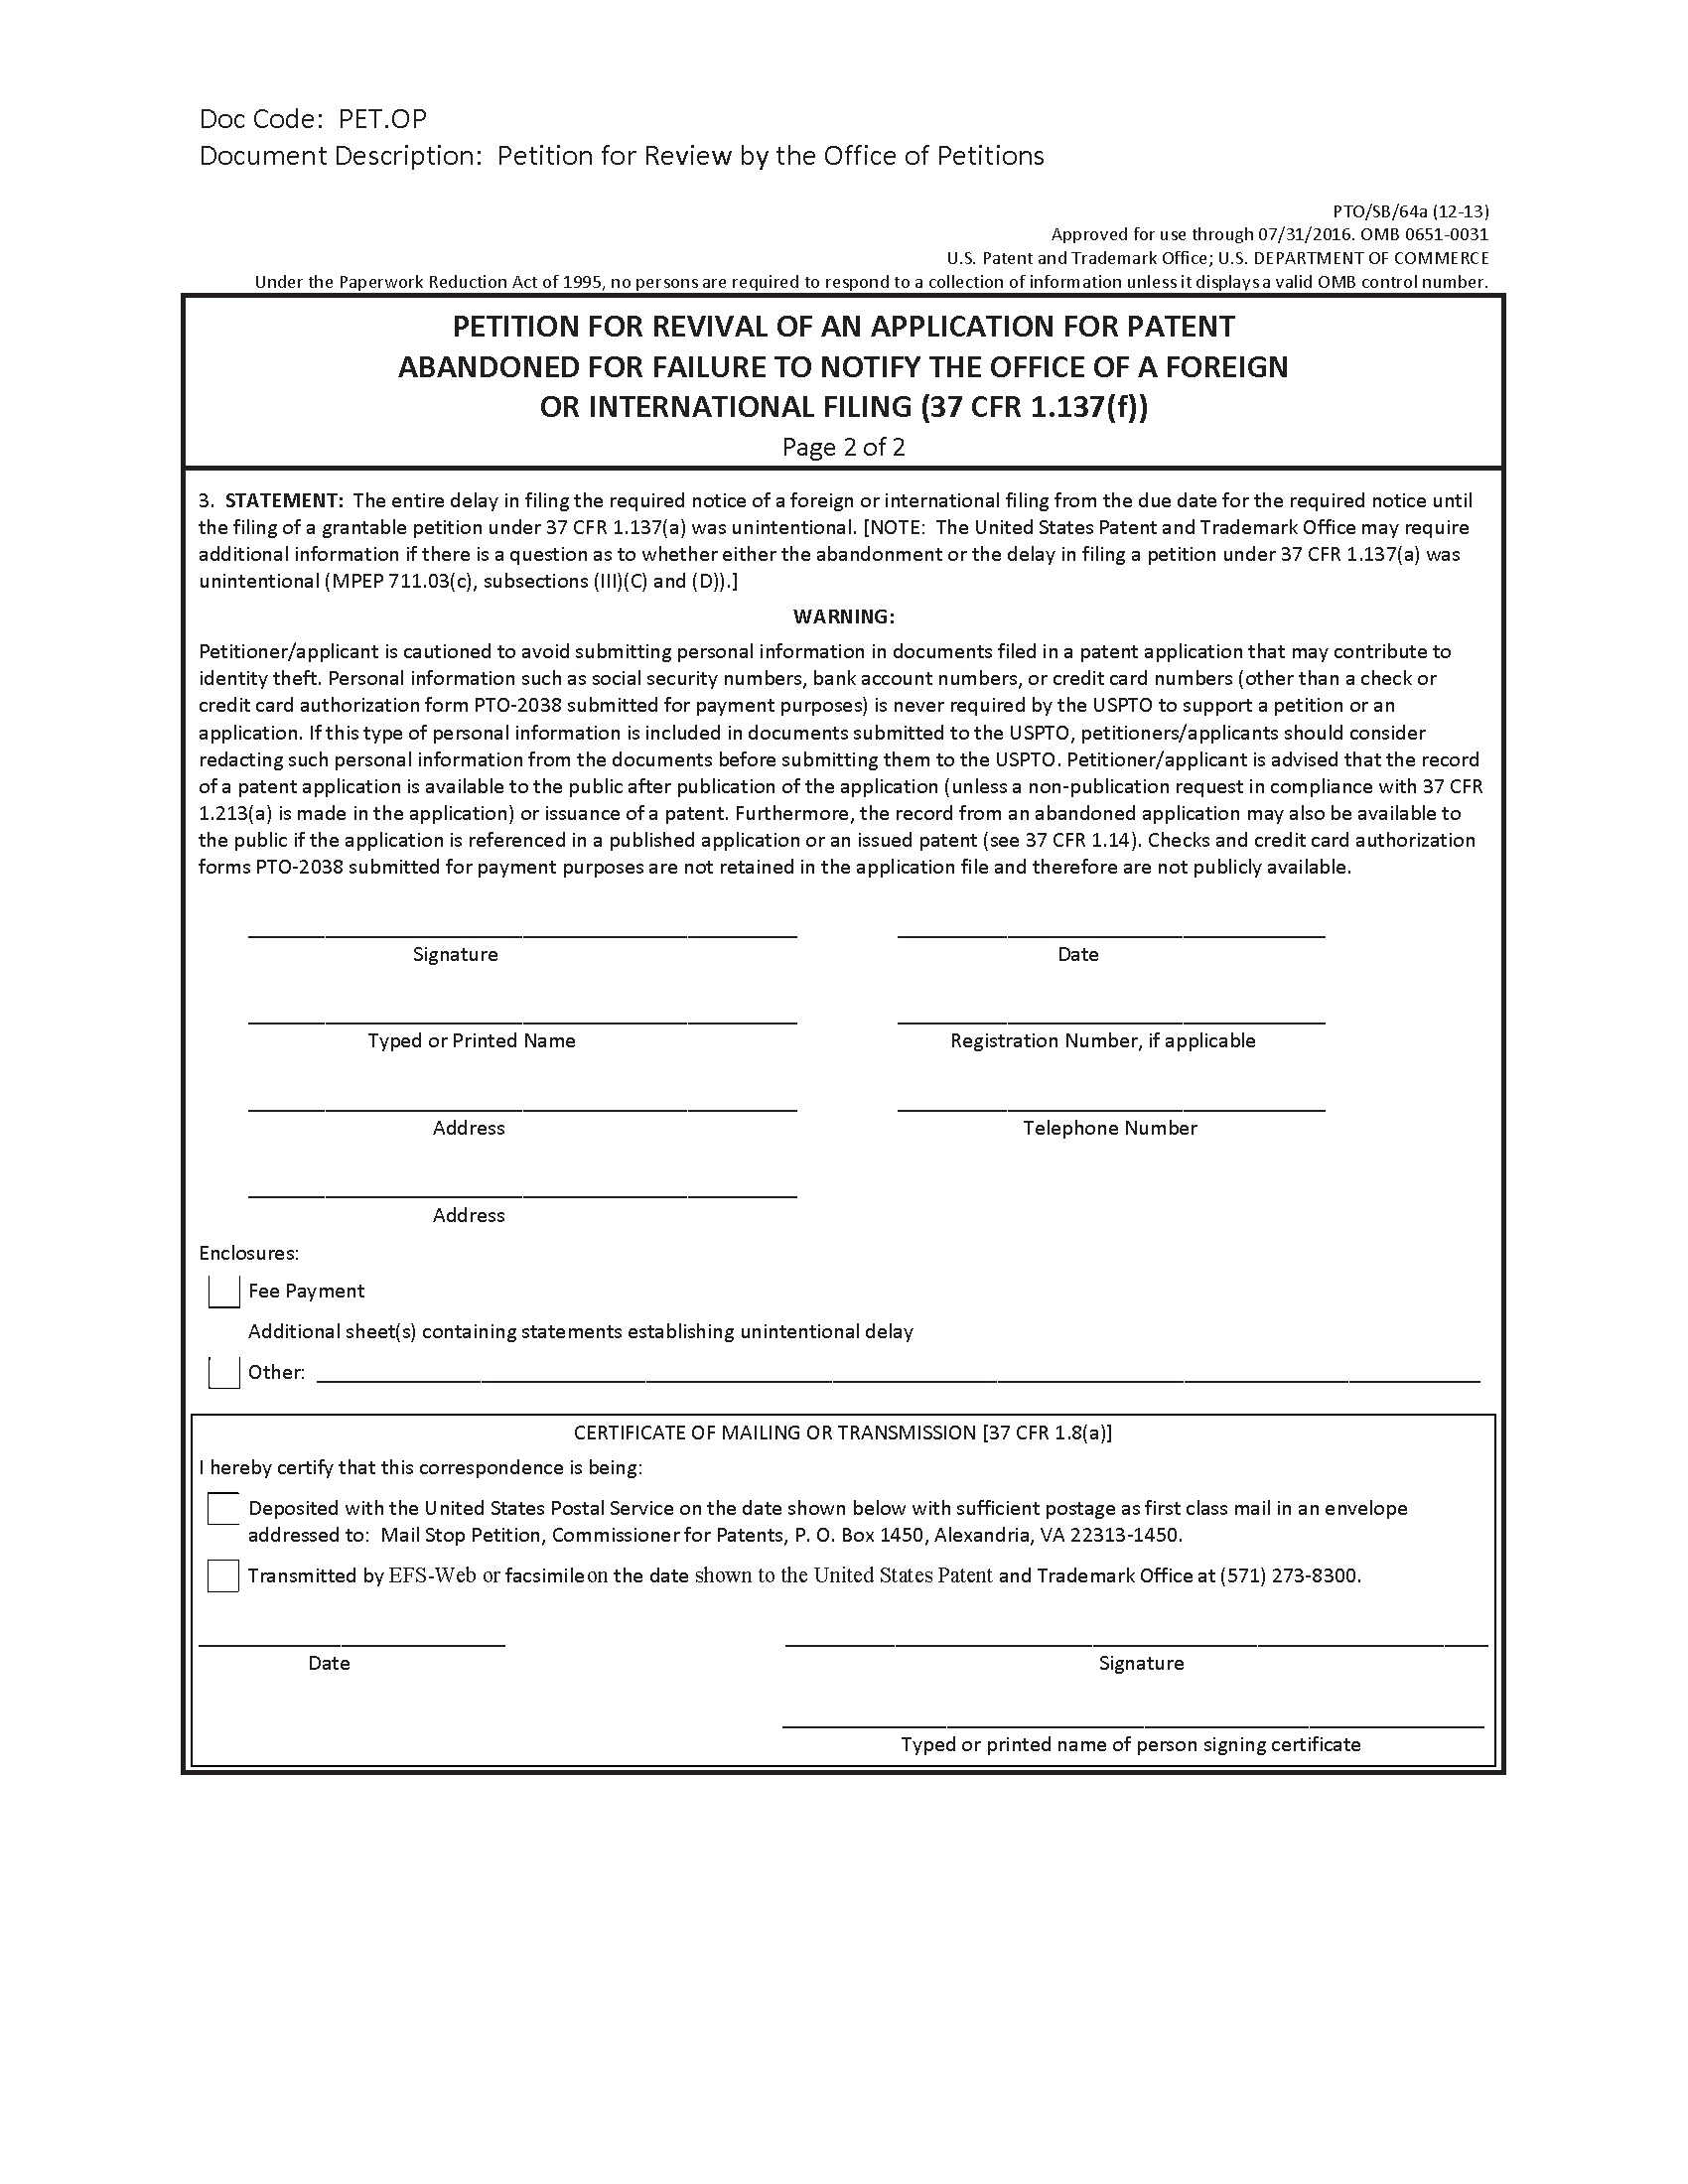 Doc Code: PET.OP
Document Description: Petition for Review by the Office of Petitions
PTO/SB/64a (12-13)
Approved for use through 07/31/2016. OMB 0651-0031
U.S. Patent and Trademark Office; U.S. DEPARTMENT OF COMMERCE
Under the Paperwork Reduction Act of 1995, no persons are required to respond to a collection of information unless it displays a valid OMB control number.
PETITION FOR REVIVAL OF AN APPLICATION FOR PATENT
ABANDONED FOR FAILURE TO NOTIFY THE OFFICE OF A FOREIGN
OR INTERNATIONAL FILING (37 CFR 1.137(f))
Page 2 of 2
3. STATEMENT: The entire delay in filing the required notice of a foreign or international filing from the due date for the required notice until
the filing of a grantable petition under 37 CFR 1.137(a) was unintentional. [NOTE: The United States Patent and Trademark Office may require
additional information if there is a question as to whether either the abandonment or the delay in filing a petition under 37 CFR 1.137(a) was
unintentional (MPEP 711.03(c), subsections (III)(C) and (D)).]
WARNING:
Petitioner/applicant is cautioned to avoid submitting personal information in documents filed in a patent application that may contribute to
identity theft. Personal information such as social security numbers, bank account numbers, or credit card numbers (other than a check or
credit card authorization form PTO-2038 submitted for payment purposes) is never required by the USPTO to support a petition or an
application. If this type of personal information is included in documents submitted to the USPTO, petitioners/applicants should consider
redacting such personal information from the documents before submitting them to the USPTO. Petitioner/applicant is advised that the record
of a patent application is available to the public after publication of the application (unless a non-publication request in compliance with 37 CFR
1.213(a) is made in the application) or issuance of a patent. Furthermore, the record from an abandoned application may also be available to
the public if the application is referenced in a published application or an issued patent (see 37 CFR 1.14). Checks and credit card authorization
forms PTO-2038 submitted for payment purposes are not retained in the application file and therefore are not publicly available.
Signature Date
Typed or Printed Name Registration Number, if applicable
Address Telephone Number
Address
Enclosures:
Fee Payment
Additional sheet(s) containing statements establishing unintentional delay
Other:
CERTIFICATE OF MAILING OR TRANSMISSION [37 CFR 1.8(a)]
I hereby certify that this correspondence is being:
Deposited with the United States Postal Service on the date shown below with sufficient postage as first class mail in an envelope
addressed to: Mail Stop Petition, Commissioner for Patents, P. O. Box 1450, Alexandria, VA 22313-1450.
Transmitted by EFS-Web or facsimile on the date shown to the United States Patent and Trademark Office at (571) 273-8300.
Date Signature
Typed or printed name of person signing certificate